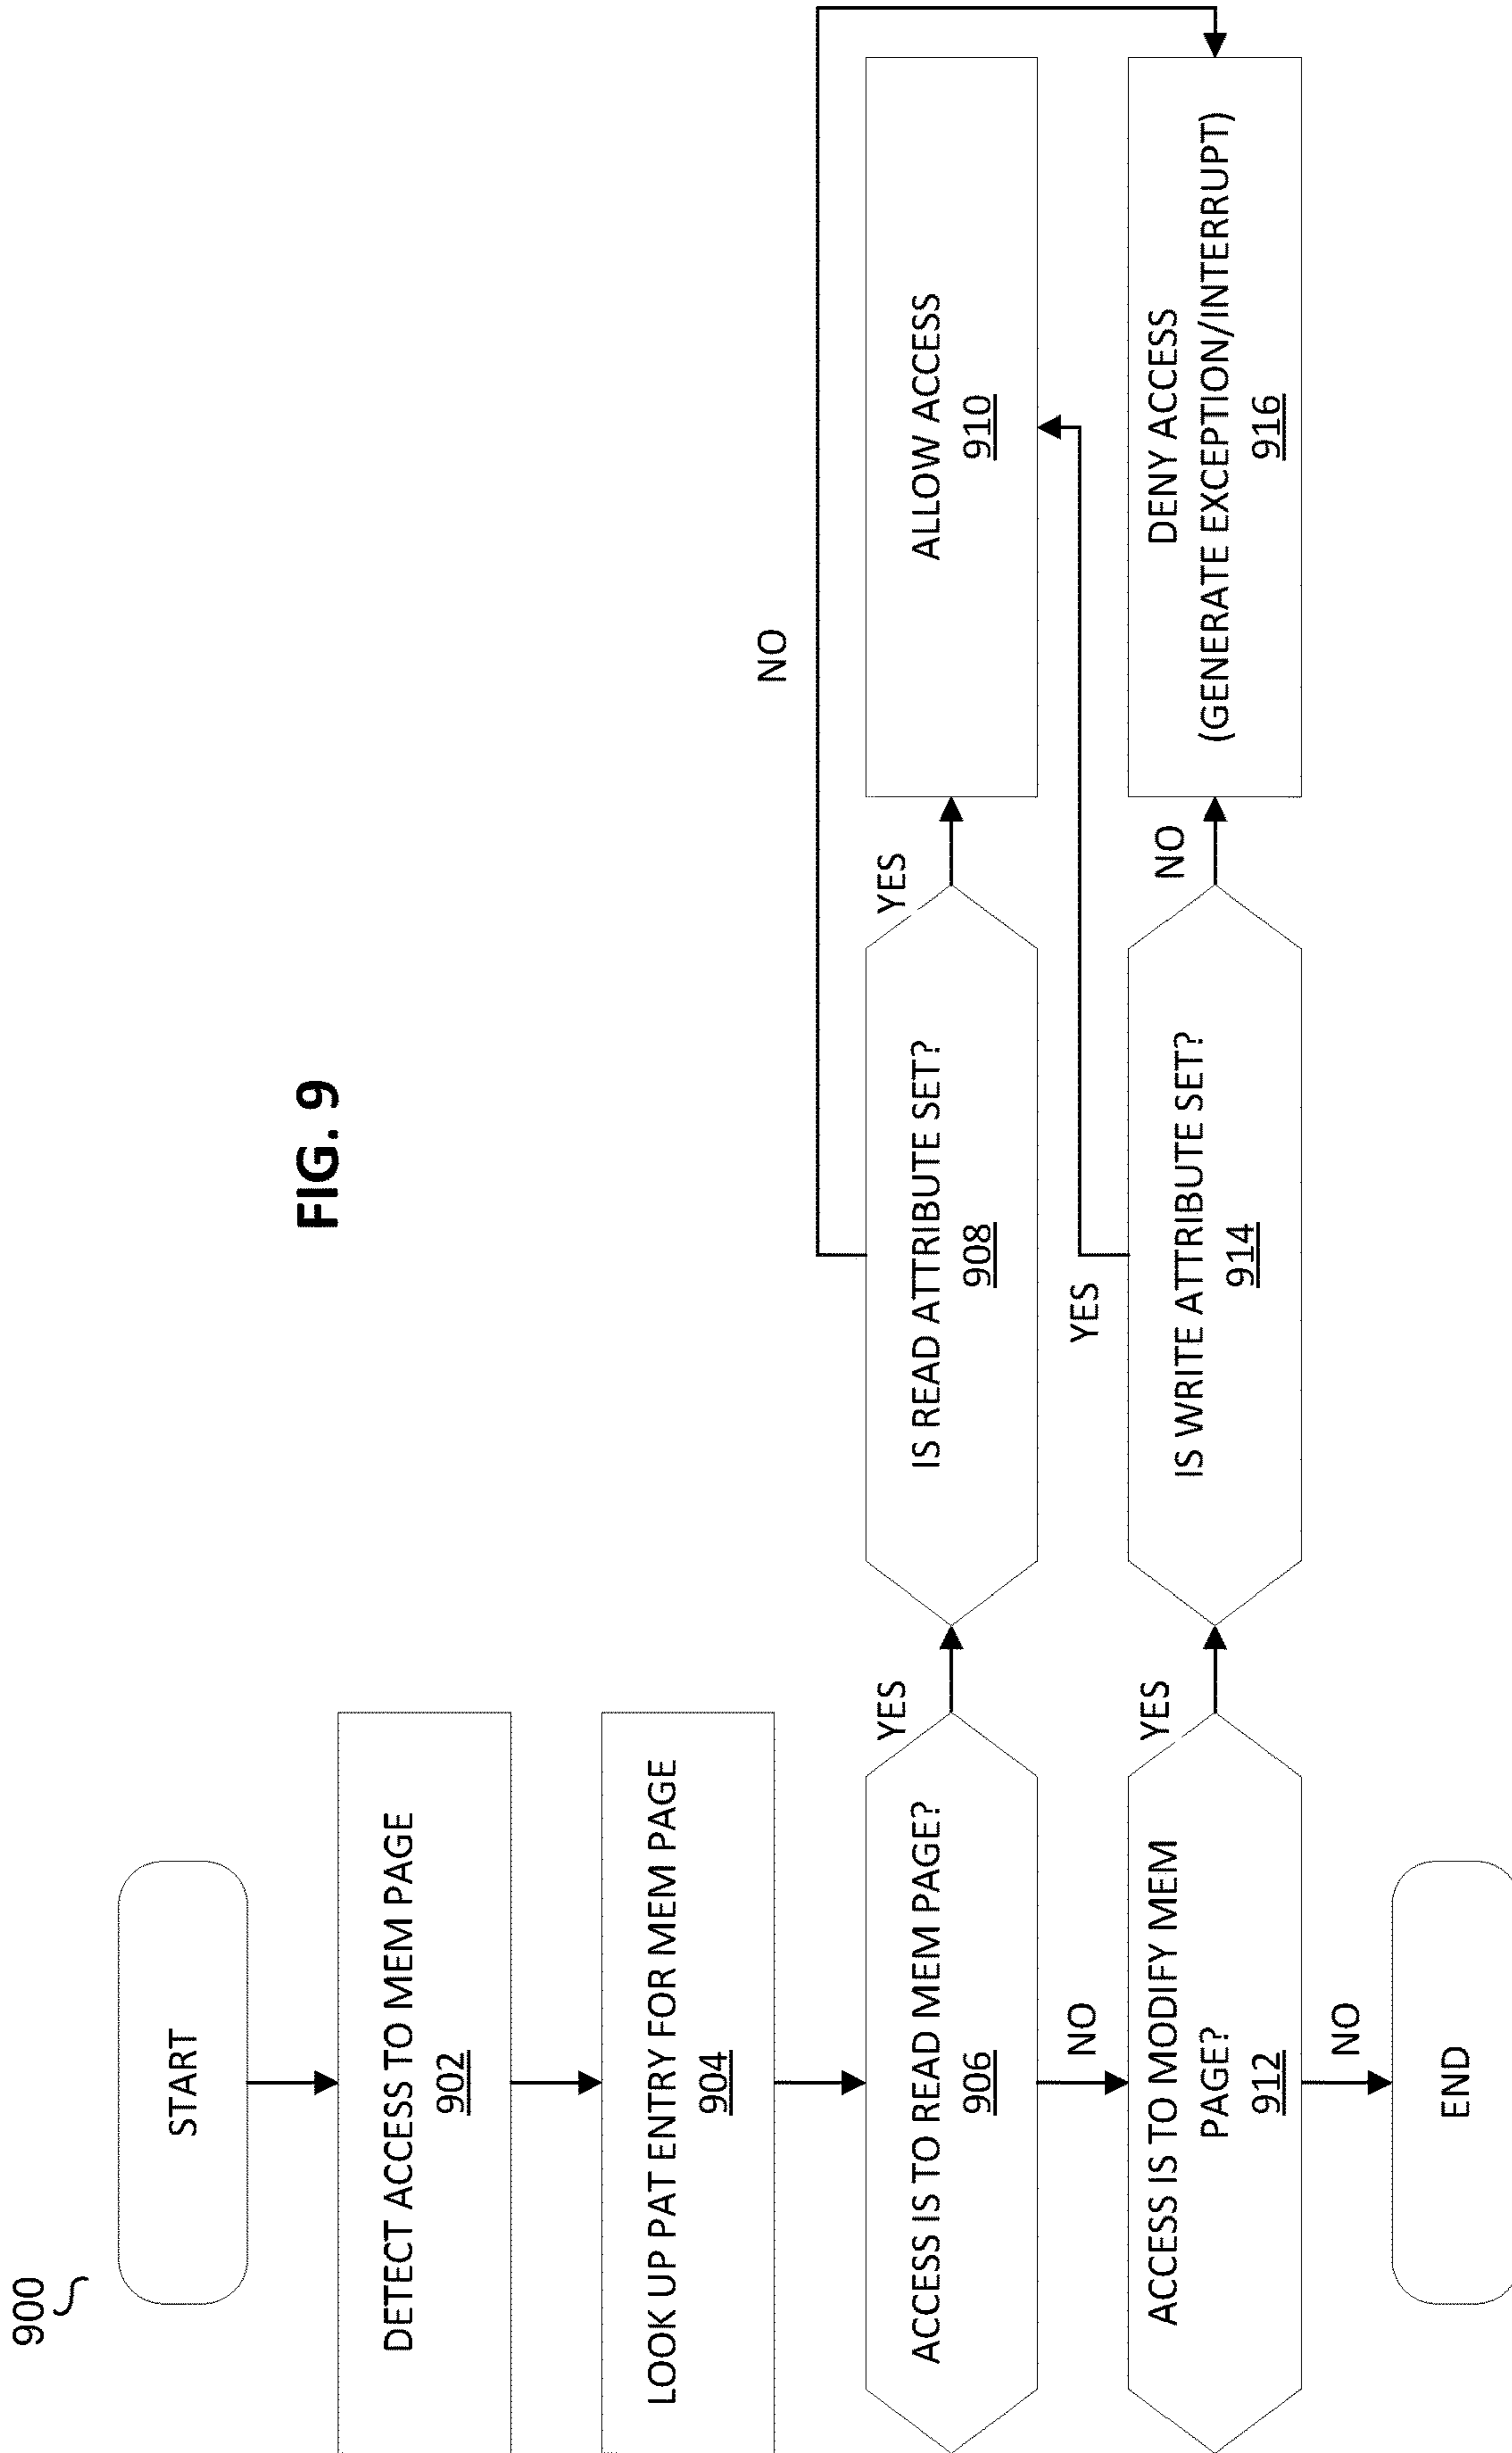 900
START
DETECT ACCESS TO MEM PAGE
902
LOOK UP PAT ENTRY FOR MEM PAGE
904
ACCESS IS TO READ MEM PAGE?
906
YES
NO
IS READ ATTRIBUTE SET?
908
YES
NO
ALLOW ACCESS
910
ACCESS IS TO MODIFY MEM
PAGE?
912
YES
NO
IS WRITE ATTRIBUTE SET?
914
YES
NO
DENY ACCESS
(GENERATE EXCEPTION/INTERRUPT)
916
END
FIG. 9